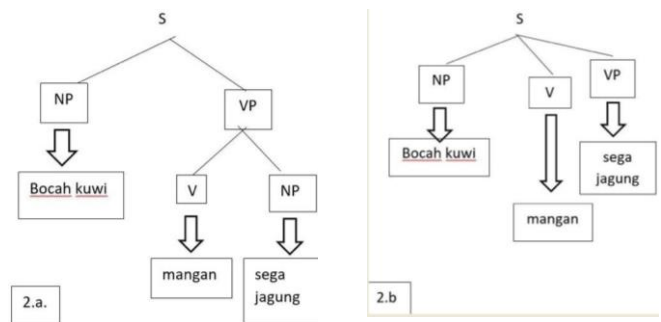 S
NP
VP
Bocah kuwi
V
NP
mangan
sega
jagung
2.a.
S
NP
V
VP
Bocah kuwi
sega
jagung
mangan
2.b